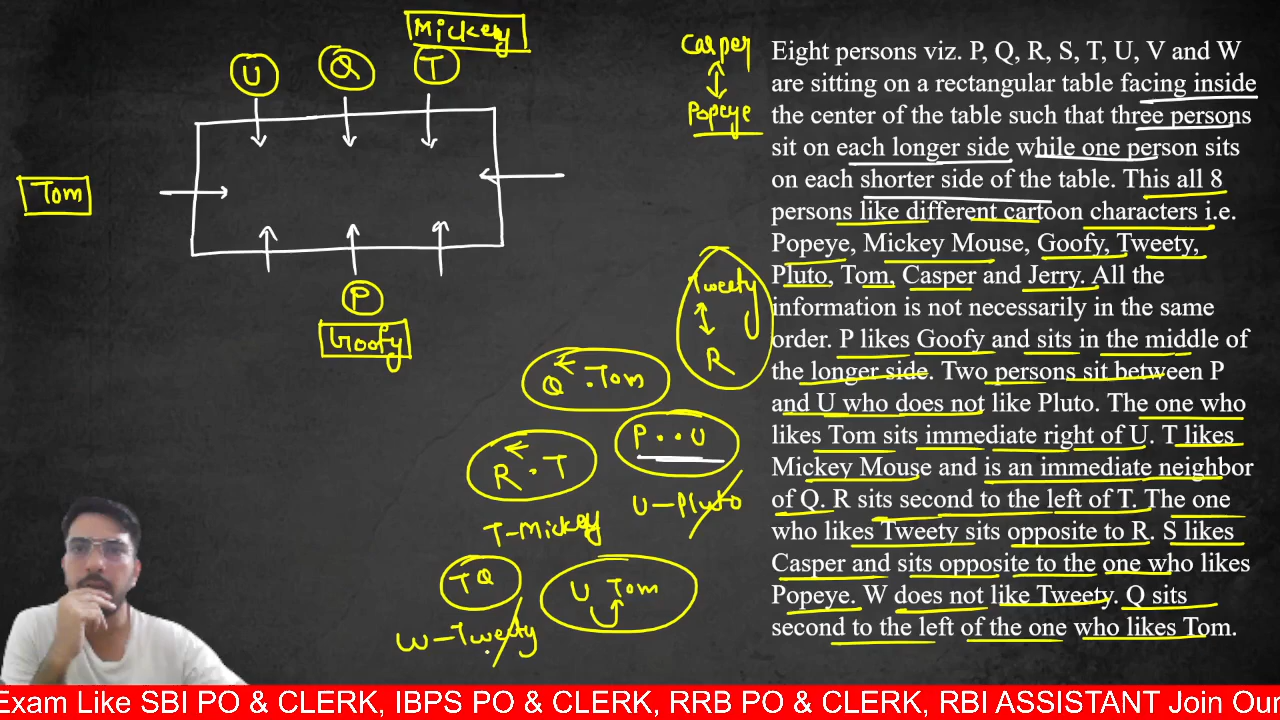 Mickery
U Q T
Tom
P
Goofy
Casper
Popeye
Tweety
R
Q . Tom
P . . U
R . T
U-Pluto
T-Mickey
TQ
U Tom
W-Tweety
Eight persons viz. P, Q, R, S, T, U, V and W
are sitting on a rectangular table facing inside
the center of the table such that three persons
sit on each longer side while one person sits
on each shorter side of the table. This all 8
persons like different cartoon characters i.e.
Popeye, Mickey Mouse, Goofy, Tweety,
Pluto, Tom, Casper and Jerry. All the
information is not necessarily in the same
order. P likes Goofy and sits in the middle of
the longer side. Two persons sit between P
and U who does not like Pluto. The one who
likes Tom sits immediate right of U. T likes
Mickey Mouse and is an immediate neighbor
of Q. R sits second to the left of T. The one
who likes Tweety sits opposite to R. S likes
Casper and sits opposite to the one who likes
Popeye. W does not like Tweety. Q sits
second to the left of the one who likes Tom.
Exam Like SBI PO & CLERK, IBPS PO & CLERK, RRB PO & CLERK, RBI ASSISTANT Join Our